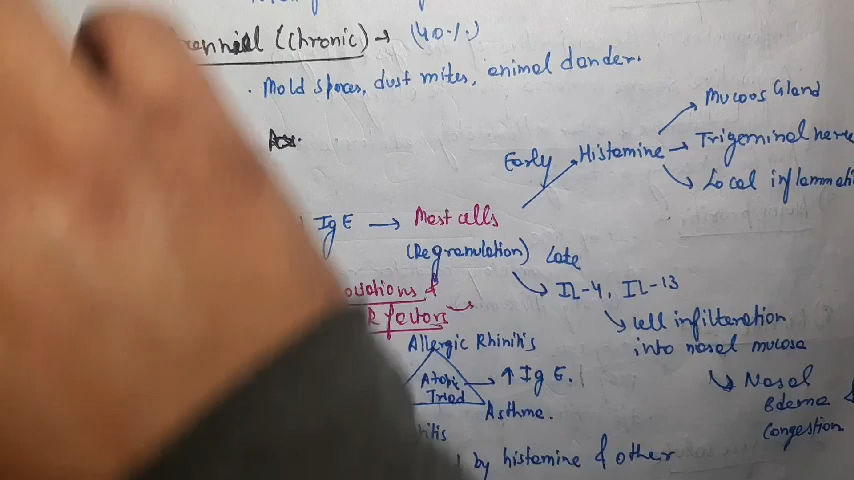 (Chronic) → (40%)
. Mold spores, dust mites, animal dander.
Mucous Gland
Early Histamine → Trigeminal nerve
Local inflammati
IgE → Mast cells
(Degranulation) Late
IL-4, IL-13
R factors
cell infilteration
into nasal mucosa
Allergic Rhinitis
Atopic Triad → ↑ IgE.
Nasal
Edema &
Congestion
Asthma.
by histamine & other